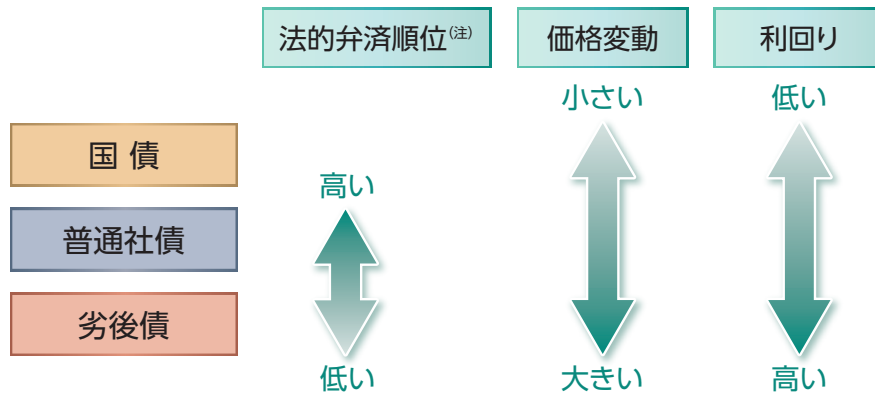 法的弁済順位(注) 価格変動 利回り
小さい 低い
国 債
高い
普通社債
劣後債
低い 大きい 高い